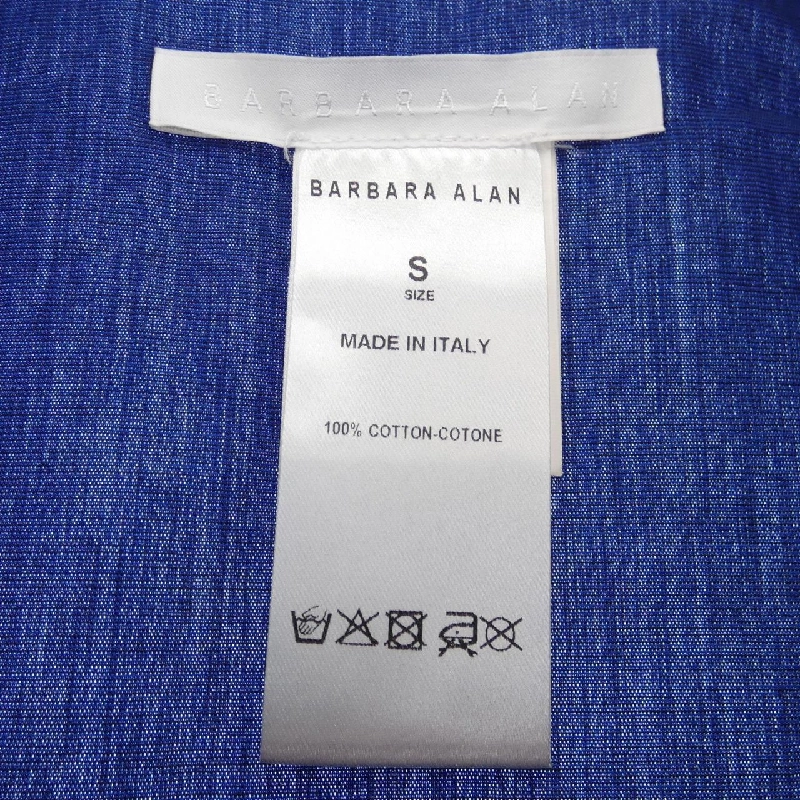 BARBARA ALAN
BARBARA ALAN
S
SIZE
MADE IN ITALY
100% COTTON-COTONE